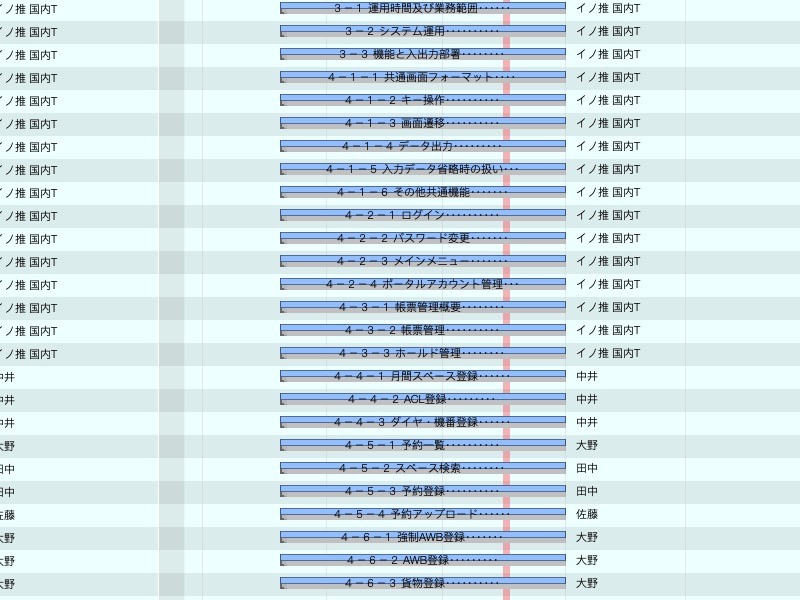 イノ推 国内T 3－1 運用時間及び業務範囲······ イノ推 国内T
イノ推 国内T 3－2 システム運用·········· イノ推 国内T
イノ推 国内T 3－3 機能と入出力部署········ イノ推 国内T
イノ推 国内T 4－1－1 共通画面フォーマット···· イノ推 国内T
イノ推 国内T 4－1－2 キー操作·········· イノ推 国内T
イノ推 国内T 4－1－3 画面遷移·········· イノ推 国内T
イノ推 国内T 4－1－4 データ出力········· イノ推 国内T
イノ推 国内T 4－1－5 入力データ省略時の扱い··· イノ推 国内T
イノ推 国内T 4－1－6 その他共通機能······· イノ推 国内T
イノ推 国内T 4－2－1 ログイン·········· イノ推 国内T
イノ推 国内T 4－2－2 パスワード変更······· イノ推 国内T
イノ推 国内T 4－2－3 メインメニュー······· イノ推 国内T
イノ推 国内T 4－2－4 ポータルアカウント管理··· イノ推 国内T
イノ推 国内T 4－3－1 帳票管理概要········ イノ推 国内T
イノ推 国内T 4－3－2 帳票管理·········· イノ推 国内T
イノ推 国内T 4－3－3 ホールド管理········ イノ推 国内T
中井 4－4－1 月間スペース登録······ 中井
中井 4－4－2 ACL登録········· 中井
中井 4－4－3 ダイヤ・機番登録······ 中井
大野 4－5－1 予約一覧·········· 大野
田中 4－5－2 スペース検索········ 田中
田中 4－5－3 予約登録·········· 田中
佐藤 4－5－4 予約アップロード······ 佐藤
大野 4－6－1 強制AWB登録······· 大野
大野 4－6－2 AWB登録········· 大野
大野 4－6－3 貨物登録·········· 大野